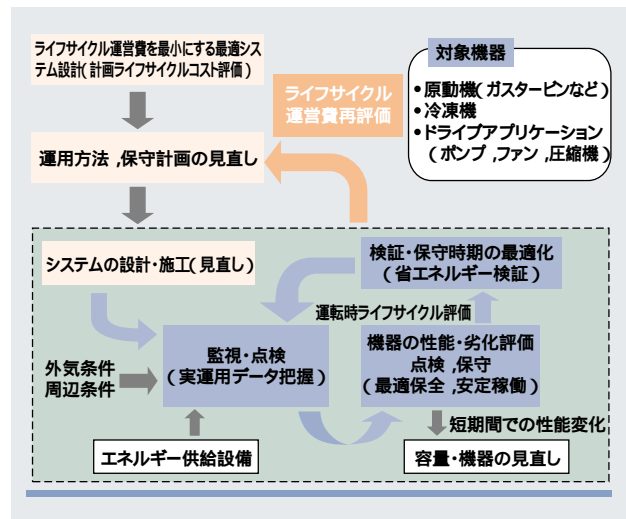 ライフサイクル運営費を最小にする最適シス
テム設計(計画ライフサイクルコスト評価)
対象機器
•原動機(ガスタービンなど)
•冷凍機
•ドライブアプリケーション
(ポンプ,ファン,圧縮機)
ライフサイクル
運営費再評価
運用方法,保守計画の見直し
システムの設計・施工(見直し)
検証・保守時期の最適化
(省エネルギー検証)
運転時ライフサイクル評価
監視・点検
(実運用データ把握)
機器の性能・劣化評価
点検,保守
(最適保全,安定稼働)
外気条件
周辺条件
短期間での性能変化
エネルギー供給設備
容量・機器の見直し